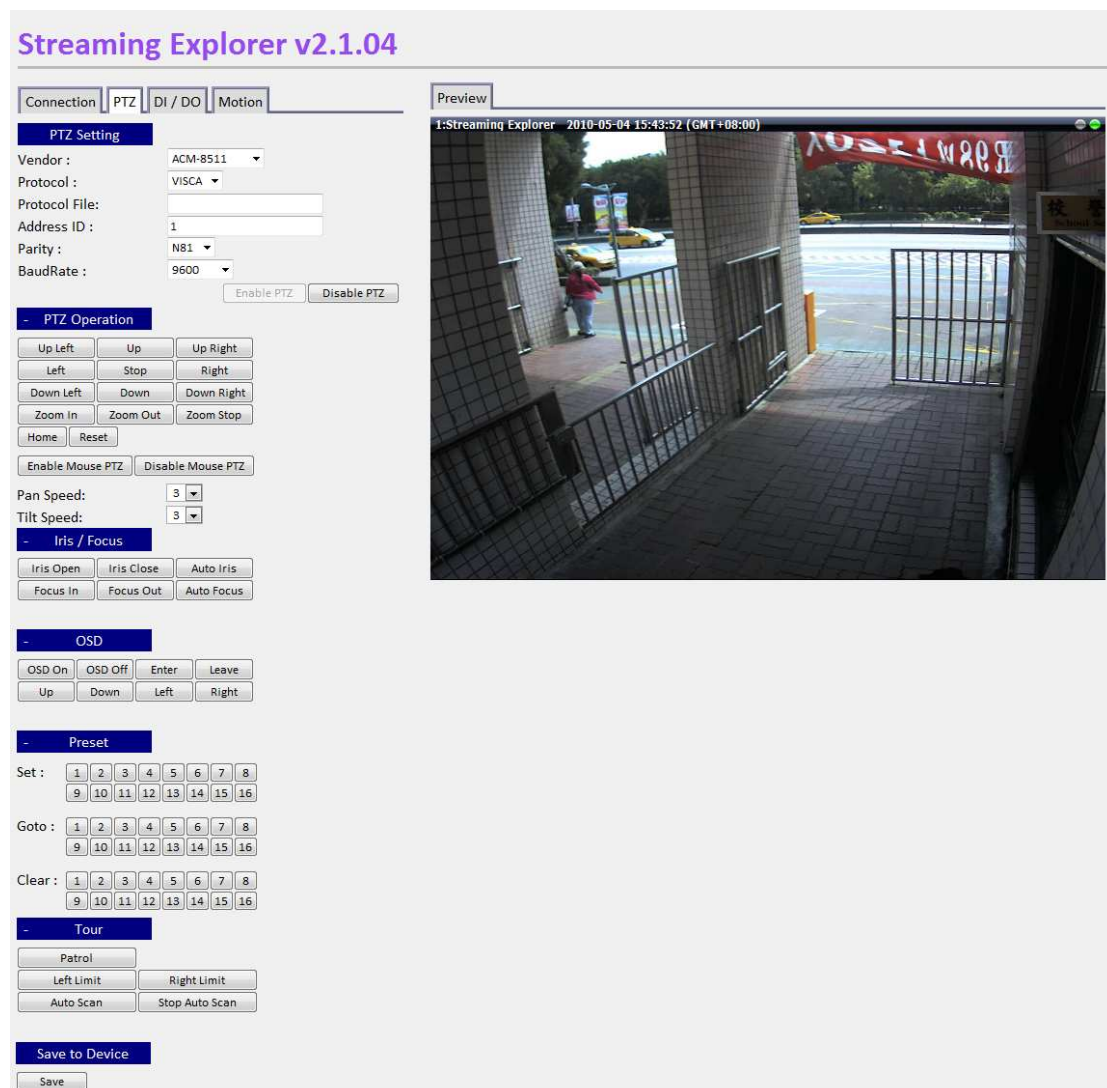 Streaming Explorer v2.1.04
Connection PTZ DI / DO Motion
PTZ Setting
Vendor : ACM-8511
Protocol : VISCA
Protocol File:
Address ID : 1
Parity : N81
BaudRate : 9600
Enable PTZ Disable PTZ
- PTZ Operation
Up Left Up Up Right
Left Stop Right
Down Left Down Down Right
Zoom In Zoom Out Zoom Stop
Home Reset
Enable Mouse PTZ Disable Mouse PTZ
Pan Speed: 3
Tilt Speed: 3
- Iris / Focus
Iris Open Iris Close Auto Iris
Focus In Focus Out Auto Focus
- OSD
OSD On OSD Off Enter Leave
Up Down Left Right
- Preset
Set : 1 2 3 4 5 6 7 8
9 10 11 12 13 14 15 16
Goto : 1 2 3 4 5 6 7 8
9 10 11 12 13 14 15 16
Clear : 1 2 3 4 5 6 7 8
9 10 11 12 13 14 15 16
- Tour
Patrol
Left Limit Right Limit
Auto Scan Stop Auto Scan
Save to Device
Save
Preview
1:Streaming Explorer 2010-05-04 15:43:52 (GMT+08:00)
校 譽
School